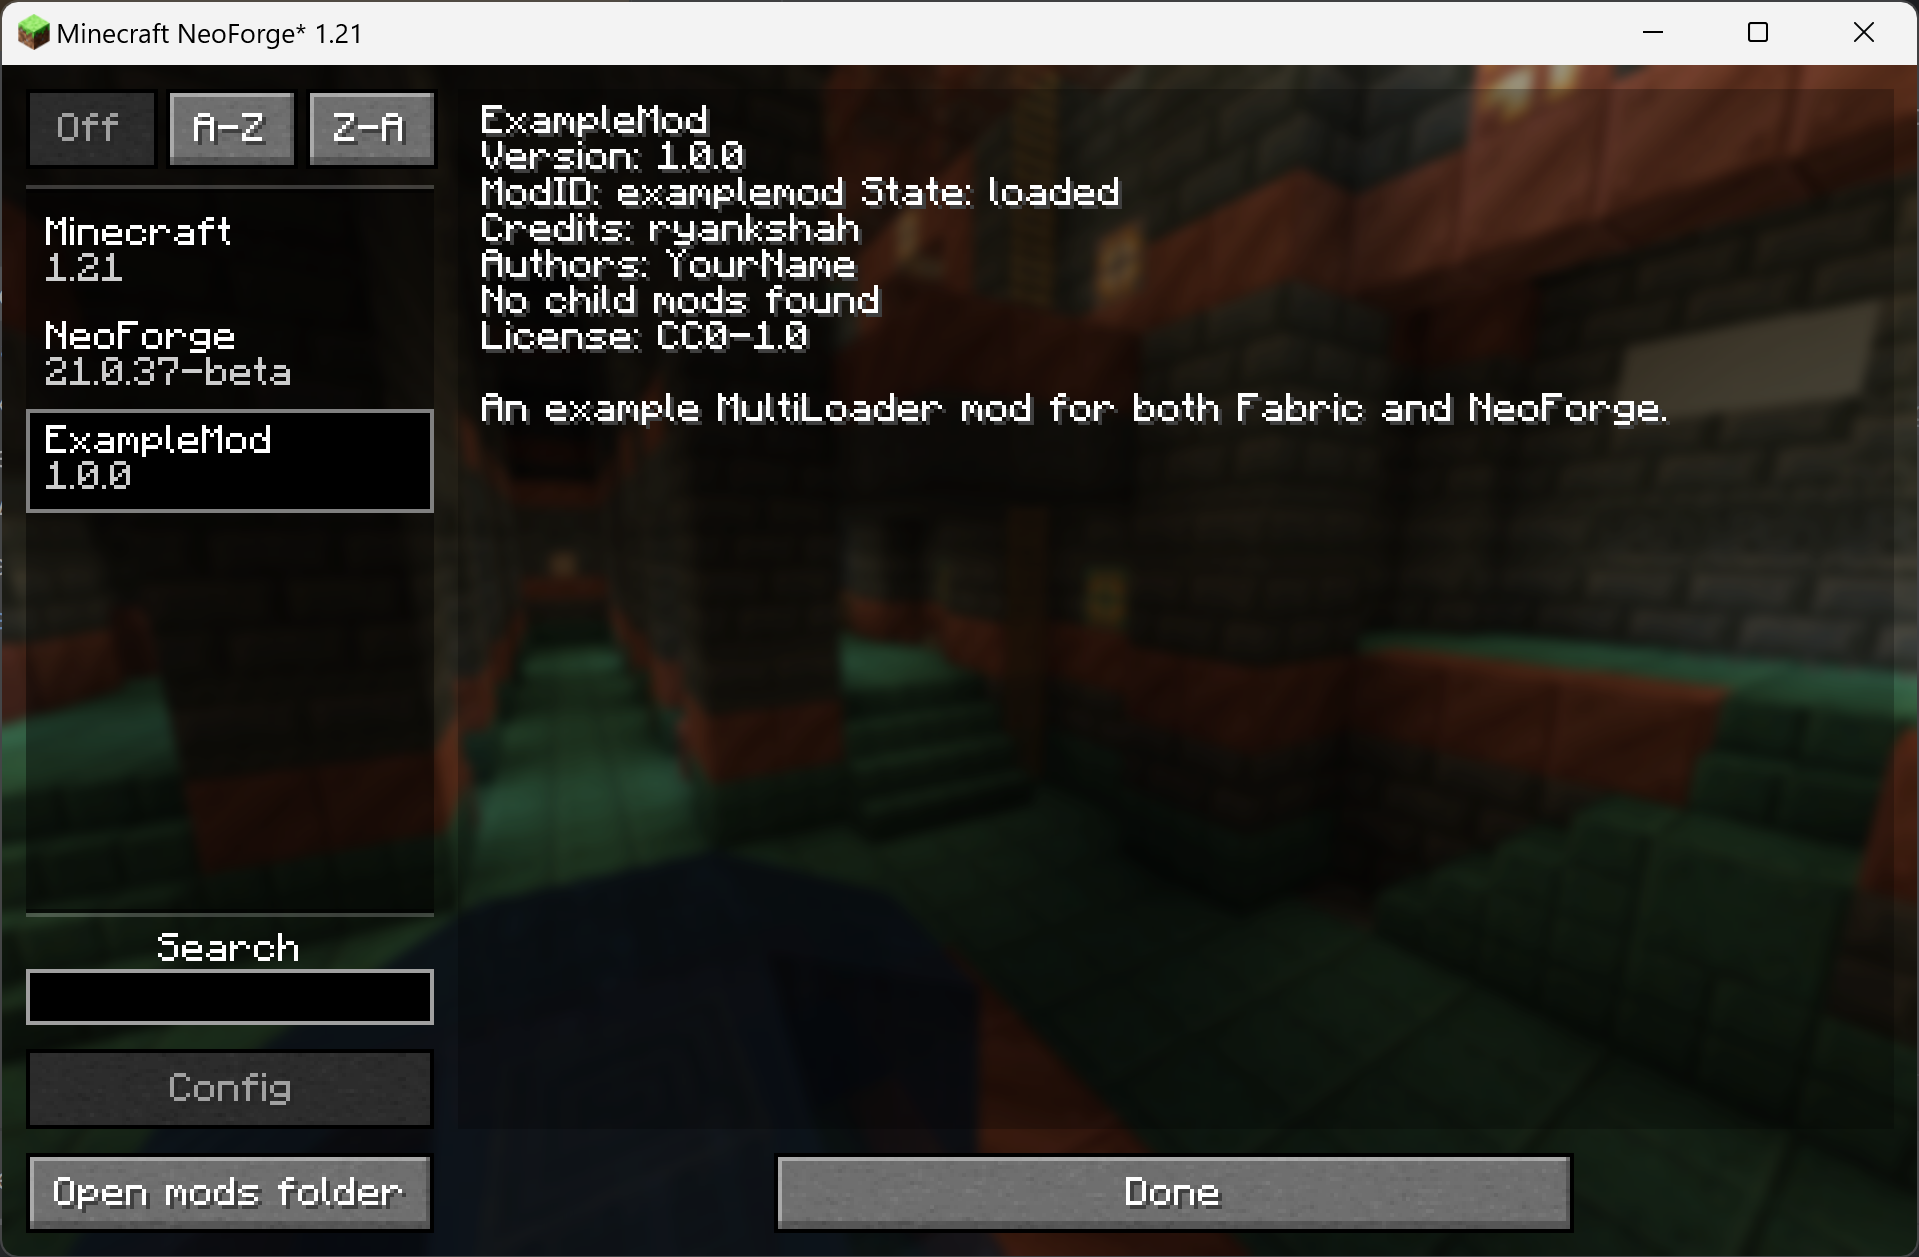 Minecraft NeoForge* 1.21
Off A-Z Z-A
Minecraft
1.21
NeoForge
21.0.37-beta
ExampleMod
1.0.0
Search
Config
Open mods folder
ExampleMod
Version: 1.0.0
ModID: examplemod State: loaded
Credits: ryankshah
Authors: YourName
No child mods found
License: CC0-1.0
An example MultiLoader mod for both Fabric and NeoForge.
Done